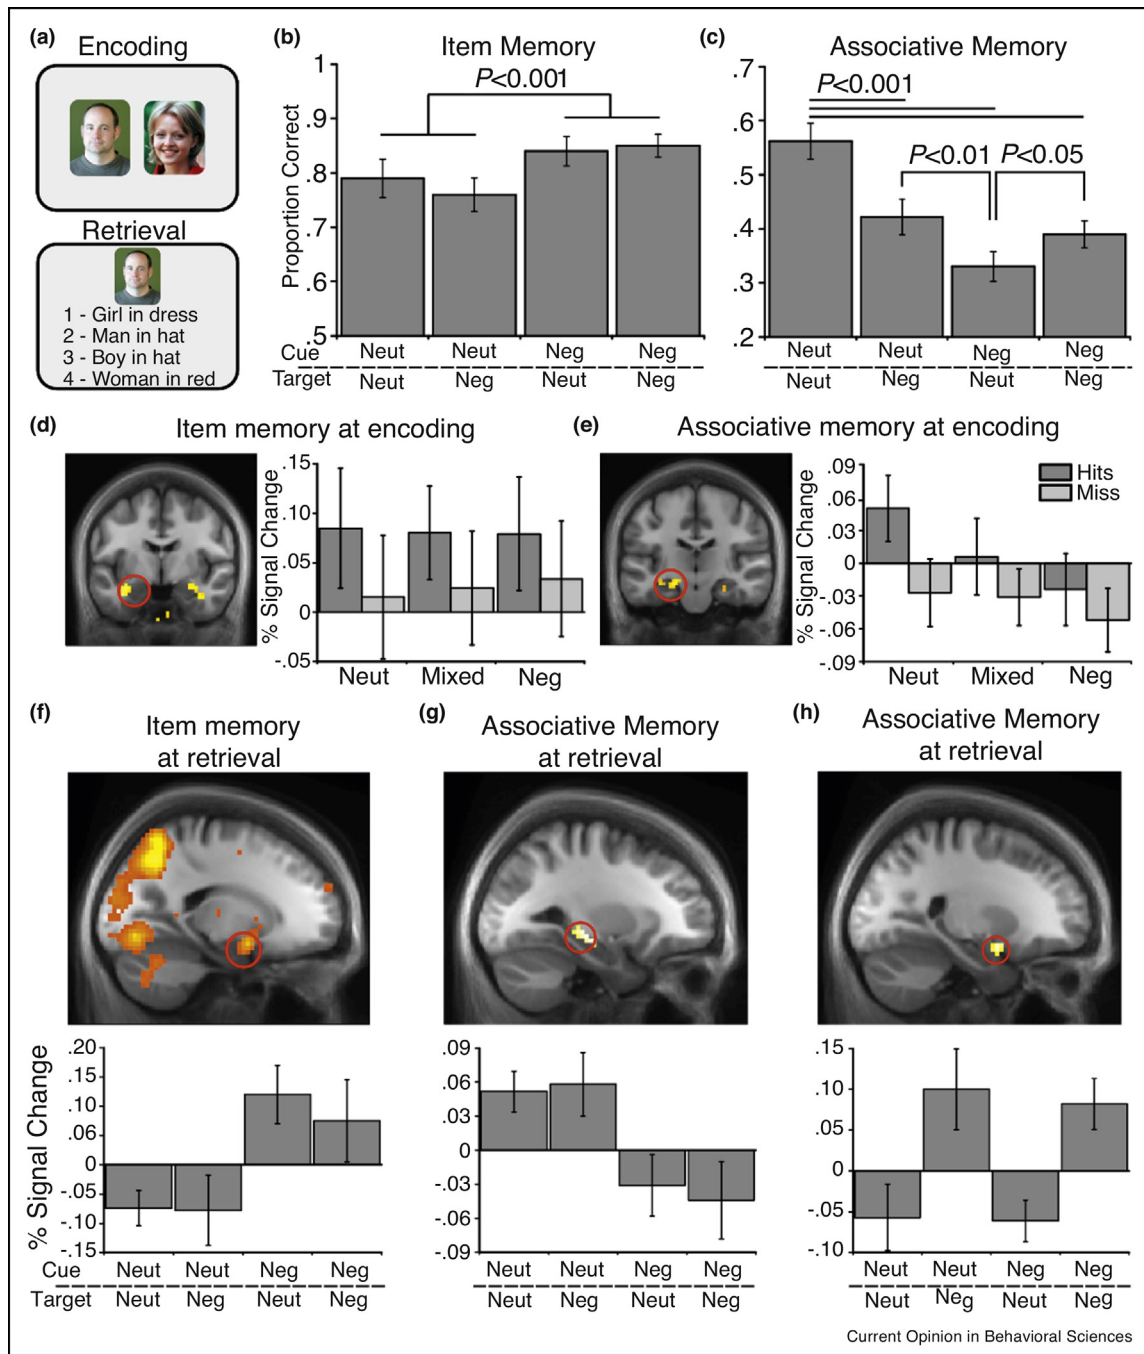 (a)
Encoding
Retrieval
1 - Girl in dress
2 - Man in hat
3 - Boy in hat
4 - Woman in red
(b)
Item Memory
P<0.001
Proportion Correct
1
.9
.8
.7
.6
.5
Cue Neut Neut Neg Neg
Target Neut Neg Neut Neg
(c)
Associative Memory
P<0.001
P<0.01 P<0.05
.7
.6
.5
.4
.3
.2
Neut Neut Neg Neg
Neut Neg Neut Neg
(d)
Item memory at encoding
% Signal Change
.15
.10
.05
0
-.05
Neut Mixed Neg
(e)
Associative memory at encoding
% Signal Change
.09
.06
.03
0
-.03
-.06
-.09
Hits
Miss
Neut Mixed Neg
(f)
Item memory
at retrieval
% Signal Change
.20
.10
.06
0
-.05
-.10
-.15
Cue Neut Neut Neg Neg
Target Neut Neg Neut Neg
(g)
Associative Memory
at retrieval
.09
.06
.03
0
-.03
-.06
-.09
Neut Neut Neg Neg
Neut Neg Neut Neg
(h)
Associative Memory
at retrieval
.15
.10
.05
0
-.05
-.10
Neut Neut Neg Neg
Neut Neg Neut Neg
Current Opinion in Behavioral Sciences